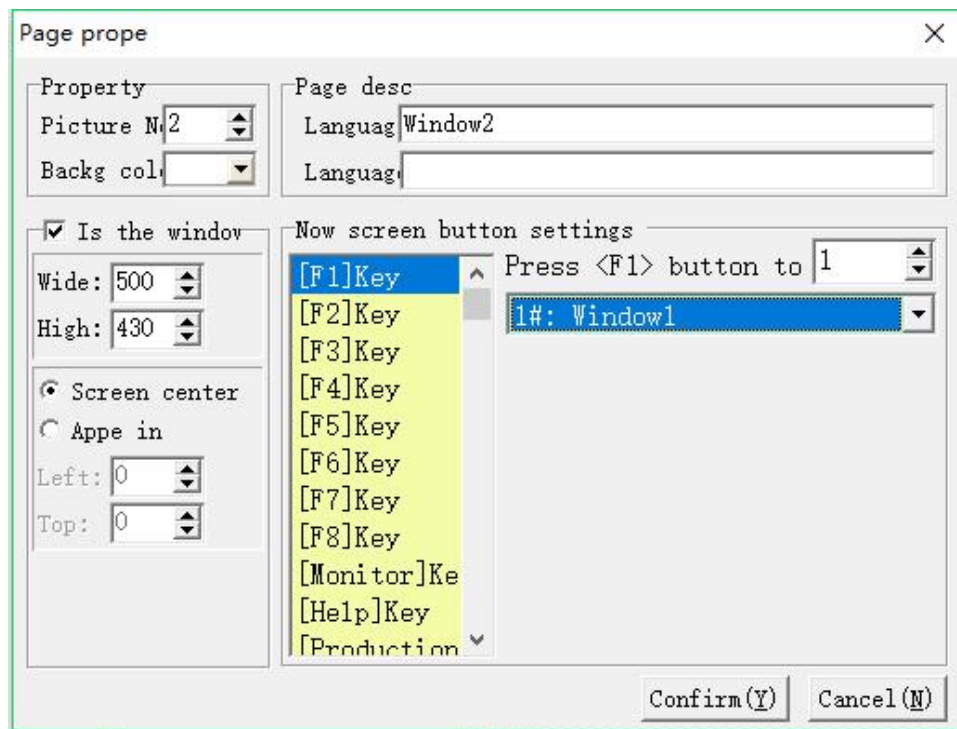 Page prope
Property
Picture N 2
Backg col
Page desc
Languag Window2
Language
Is the window
Wide: 500
High: 430
Screen center
Appe in
Left: 0
Top: 0
Now screen button settings
[F1]Key
[F2]Key
[F3]Key
[F4]Key
[F5]Key
[F6]Key
[F7]Key
[F8]Key
[Monitor]Ke
[Help]Key
[Production
Press <F1> button to 1
1#: Window1
Confirm(Y)
Cancel(N)